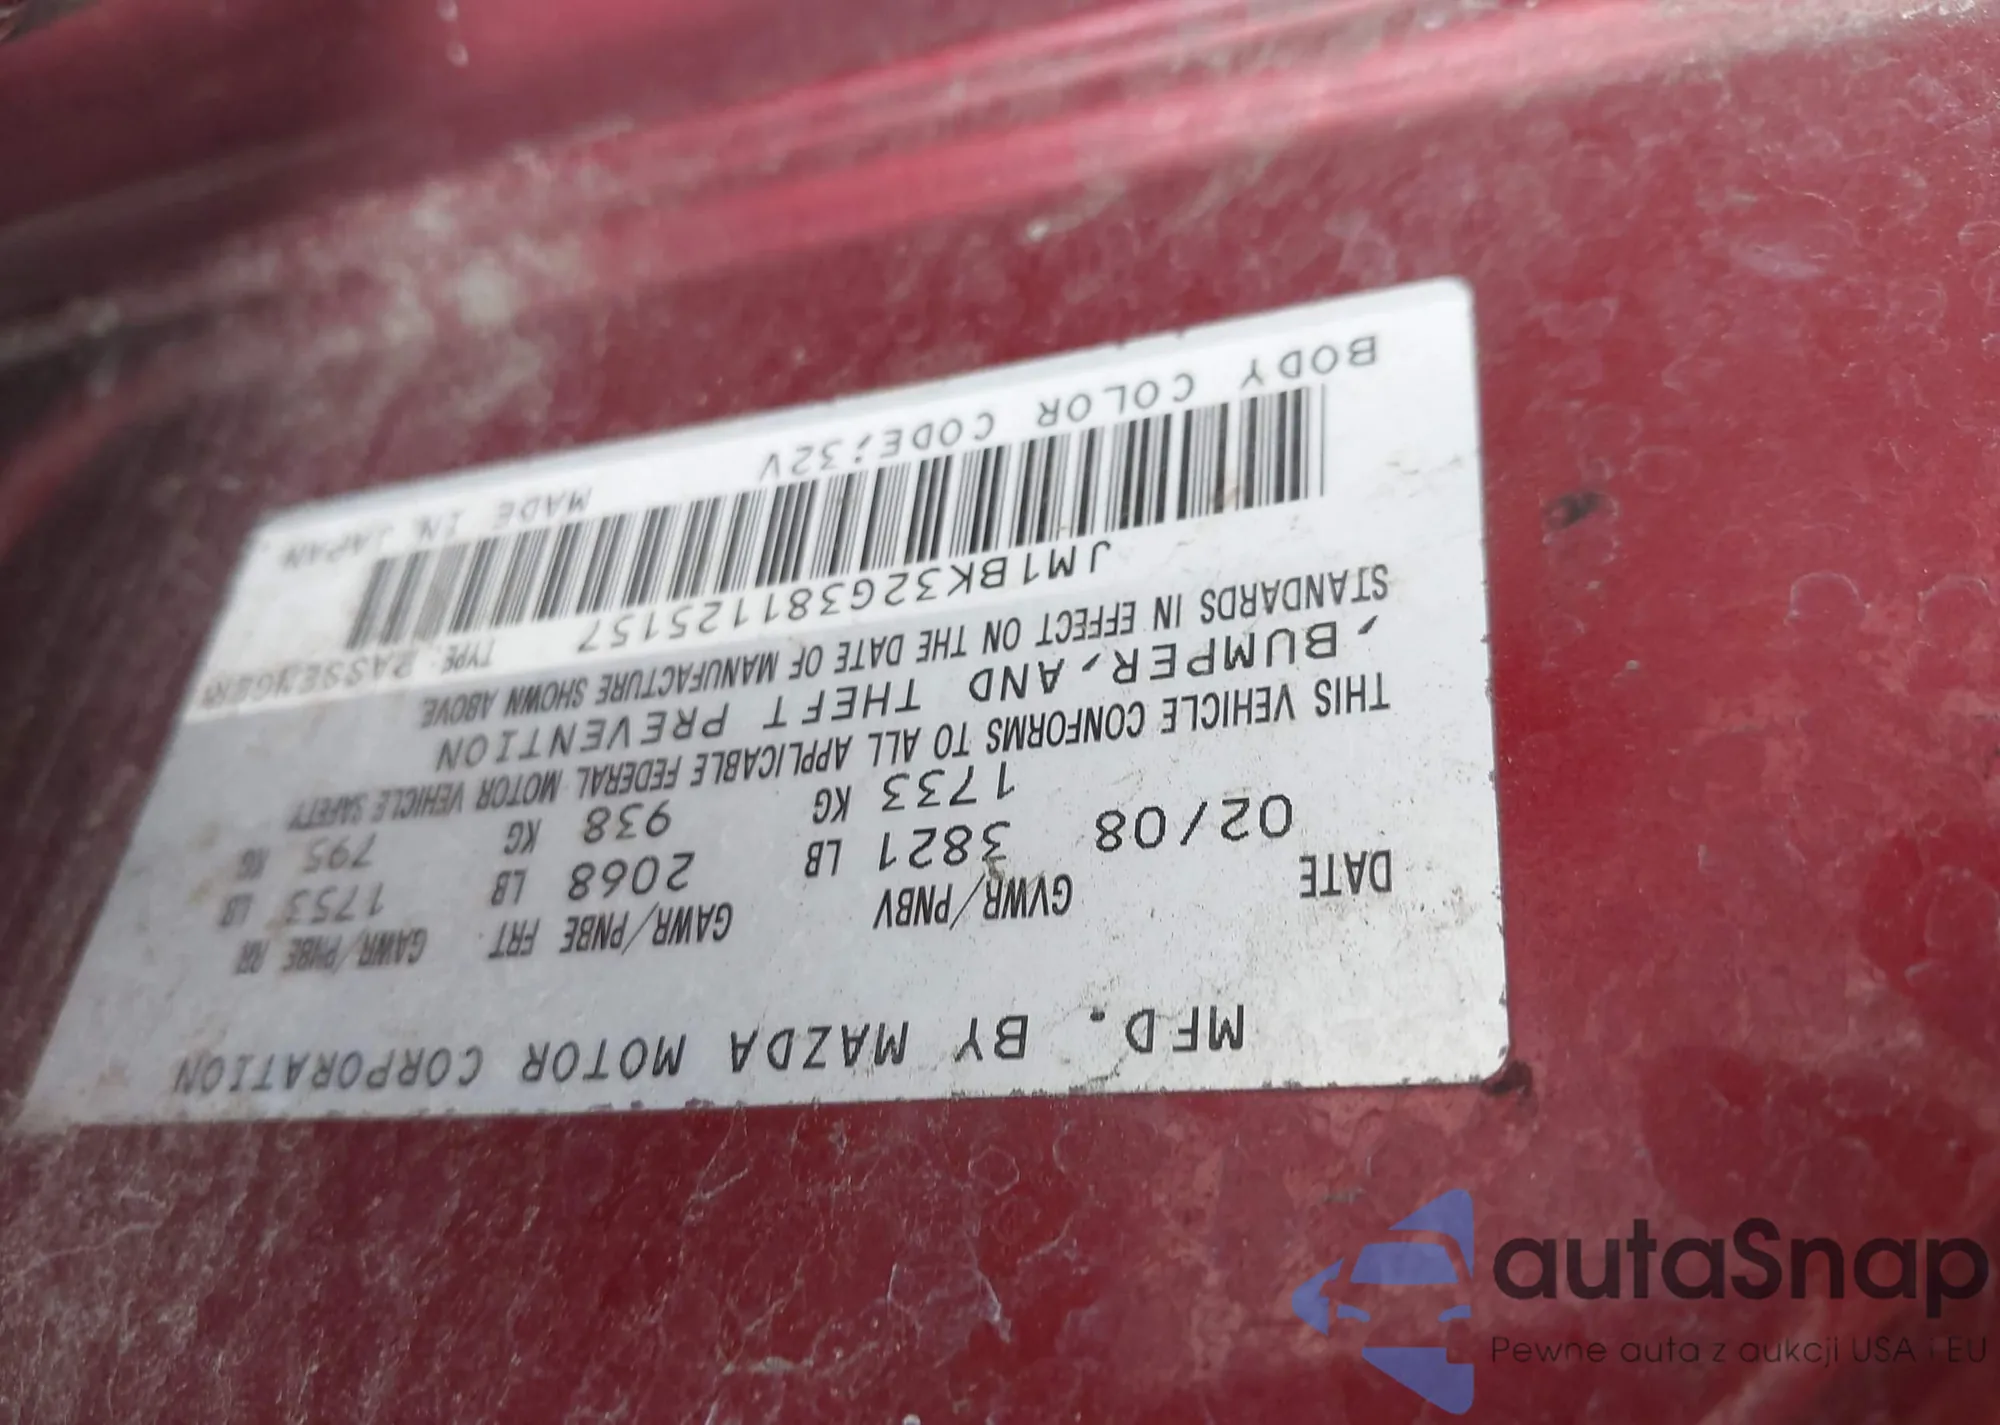 MFD. BY MAZDA MOTOR CORPORATION
DATE GVWR/PNBV GAWR/PNBE FRT GAWR/PNBE RR
02/08 3821 LB 2068 LB 1753 LB
1733 KG 938 KG 795 KG
THIS VEHICLE CONFORMS TO ALL APPLICABLE FEDERAL MOTOR VEHICLE SAFETY
,BUMPER,AND THEFT PREVENTION
STANDARDS IN EFFECT ON THE DATE OF MANUFACTURE SHOWN ABOVE
JM1BK32G381125157 TYPE: PASSENGER
BODY COLOR CODE:32V MADE IN JAPAN
autaSnap
Pewne auta z aukcji USA i EU